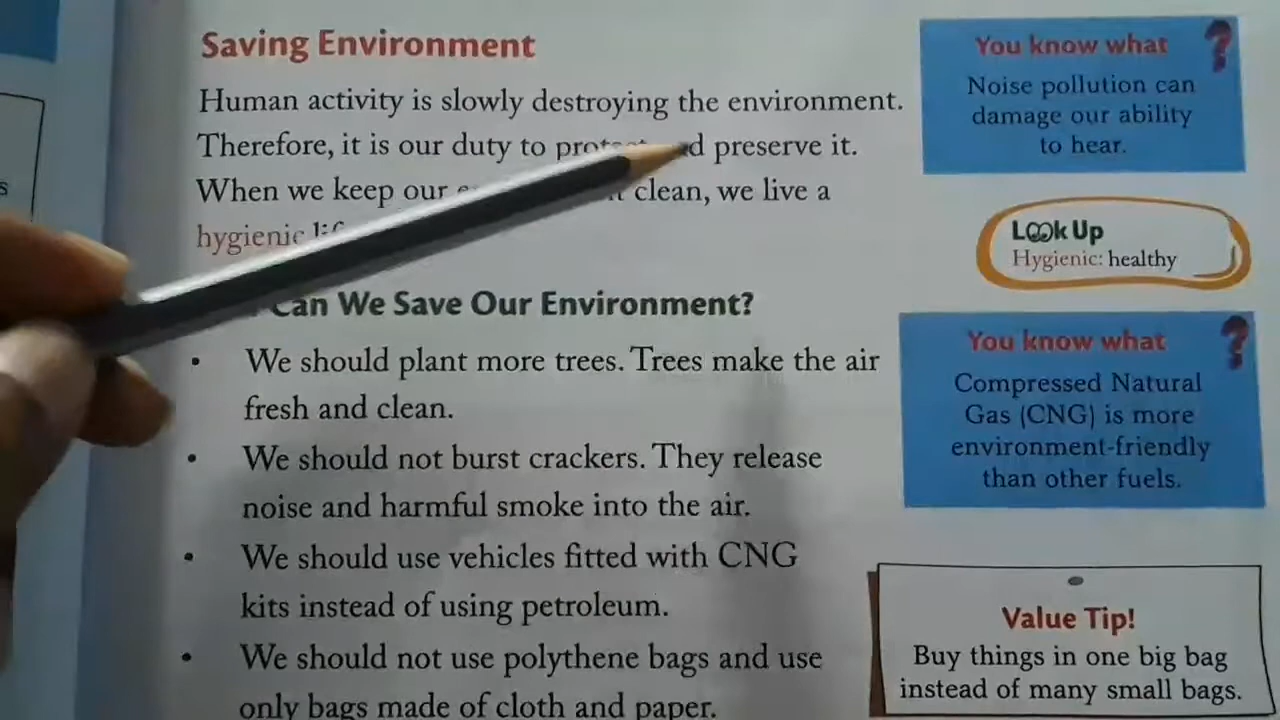 Saving Environment
Human activity is slowly destroying the environment.
Therefore, it is our duty to preserve it.
When we keep our clean, we live a
hygienic
Can We Save Our Environment?
• We should plant more trees. Trees make the air
fresh and clean.
• We should not burst crackers. They release
noise and harmful smoke into the air.
• We should use vehicles fitted with CNG
kits instead of using petroleum.
• We should not use polythene bags and use
only bags made of cloth and paper.
You know what ?
Noise pollution can
damage our ability
to hear.
Look Up
Hygienic: healthy
You know what ?
Compressed Natural
Gas (CNG) is more
environment-friendly
than other fuels.
Value Tip!
Buy things in one big bag
instead of many small bags.